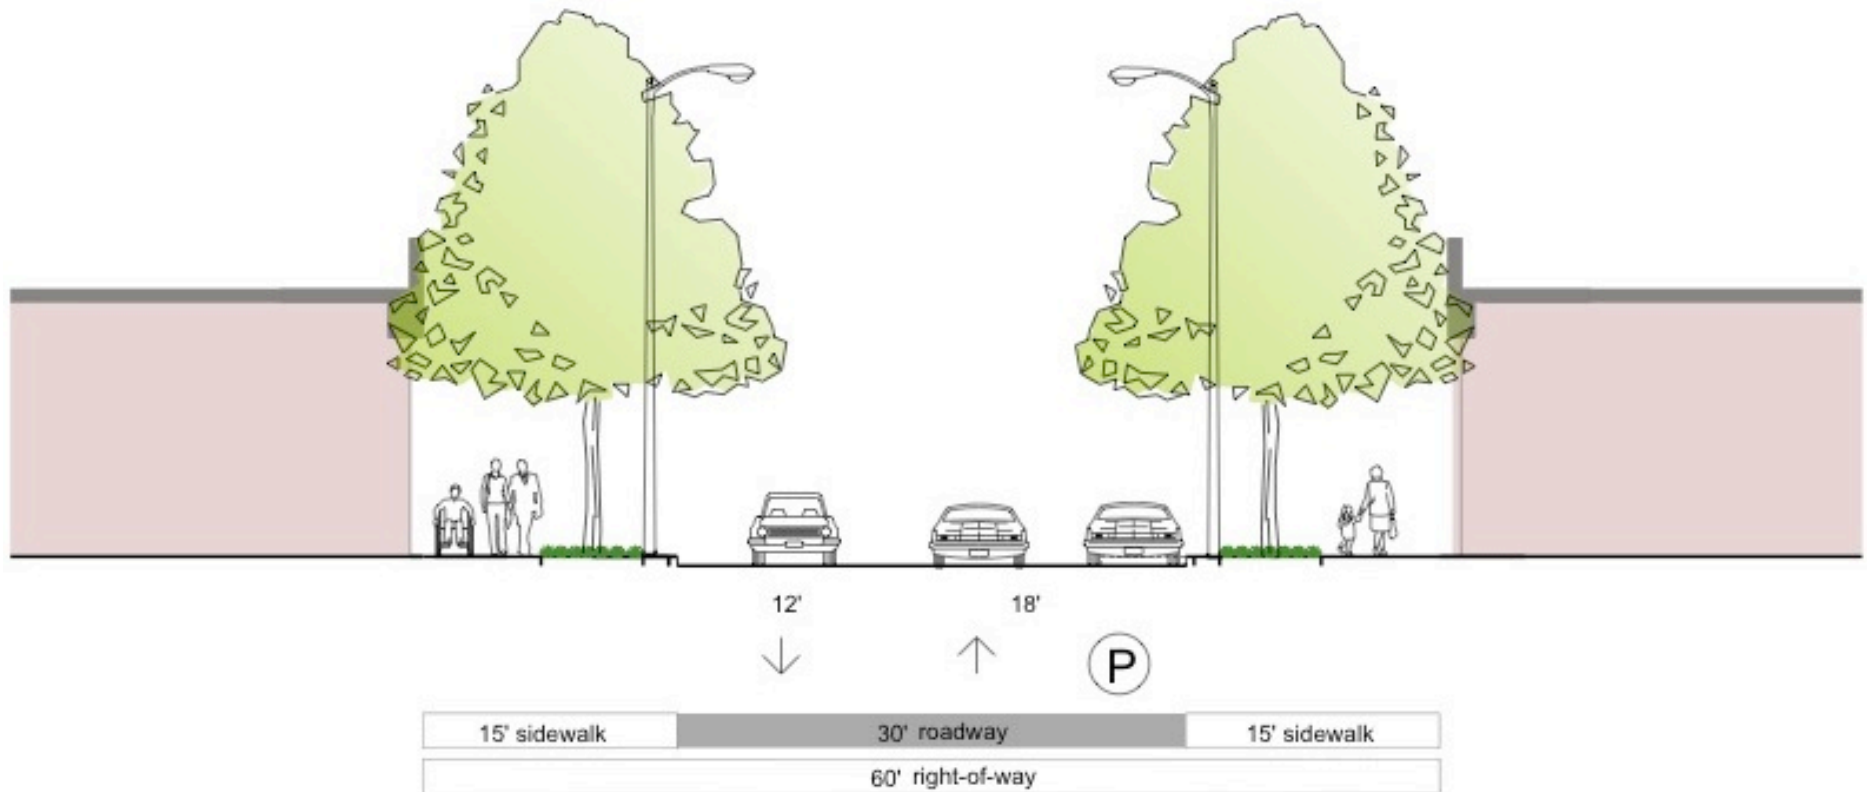 12' 18'
P
15' sidewalk 30' roadway 15' sidewalk
60' right-of-way